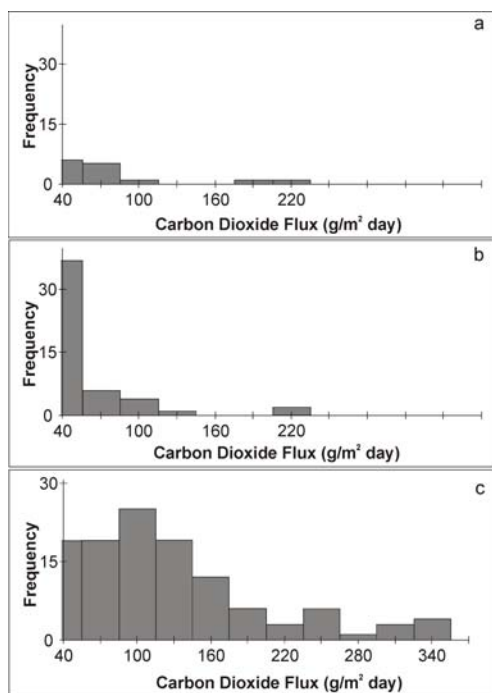 a
Frequency
30
15
0
40 100 160 220
Carbon Dioxide Flux (g/m² day)
b
Frequency
30
15
0
40 100 160 220
Carbon Dioxide Flux (g/m² day)
c
Frequency
30
15
0
40 100 160 220 280 340
Carbon Dioxide Flux (g/m² day)